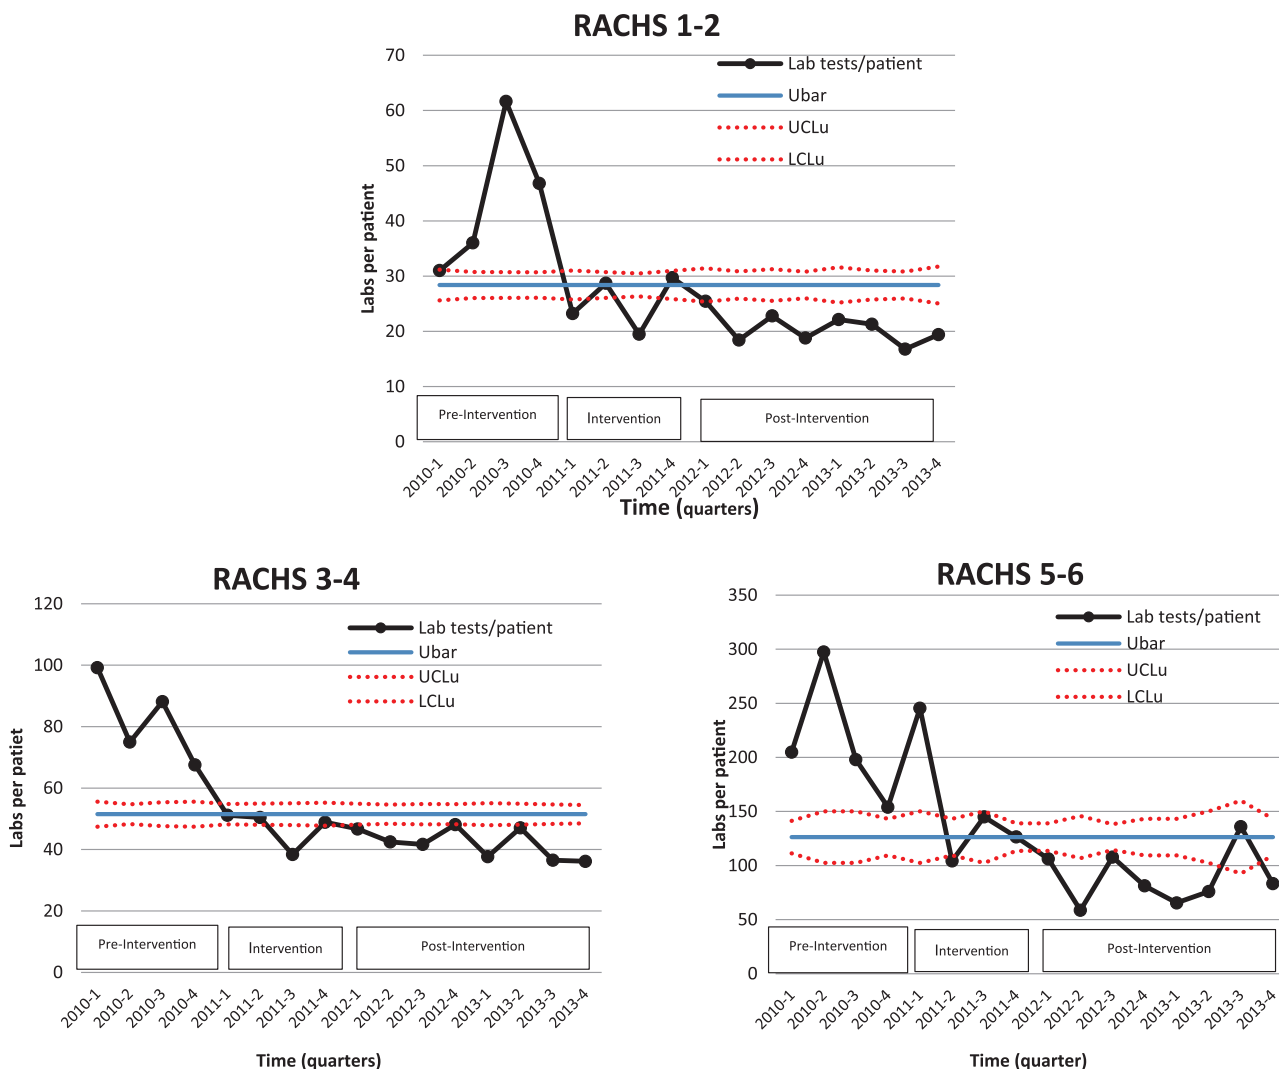 RACHS 1-2
70
60
50
40
30
20
10
0
Labs per patient
Lab tests/patient
Ubar
UCLu
LCLu
Pre-Intervention
Intervention
Post-Intervention
2010-1
2010-2
2010-3
2010-4
2011-1
2011-2
2011-3
2011-4
2012-1
2012-2
2012-3
2012-4
2013-1
2013-2
2013-3
2013-4
Time (quarters)
RACHS 3-4
120
100
80
60
40
20
0
Labs per patiet
Lab tests/patient
Ubar
UCLu
LCLu
Pre-Intervention
Intervention
Post-Intervention
2010-1
2010-2
2010-3
2010-4
2011-1
2011-2
2011-3
2011-4
2012-1
2012-2
2012-3
2012-4
2013-1
2013-2
2013-3
2013-4
Time (quarters)
RACHS 5-6
350
300
250
200
150
100
50
0
Labs per patient
Lab tests/patient
Ubar
UCLu
LCLu
Pre-Intervention
Intervention
Post-Intervention
2010-1
2010-2
2010-3
2010-4
2011-1
2011-2
2011-3
2011-4
2012-1
2012-2
2012-3
2012-4
2013-1
2013-2
2013-3
2013-4
Time (quarter)